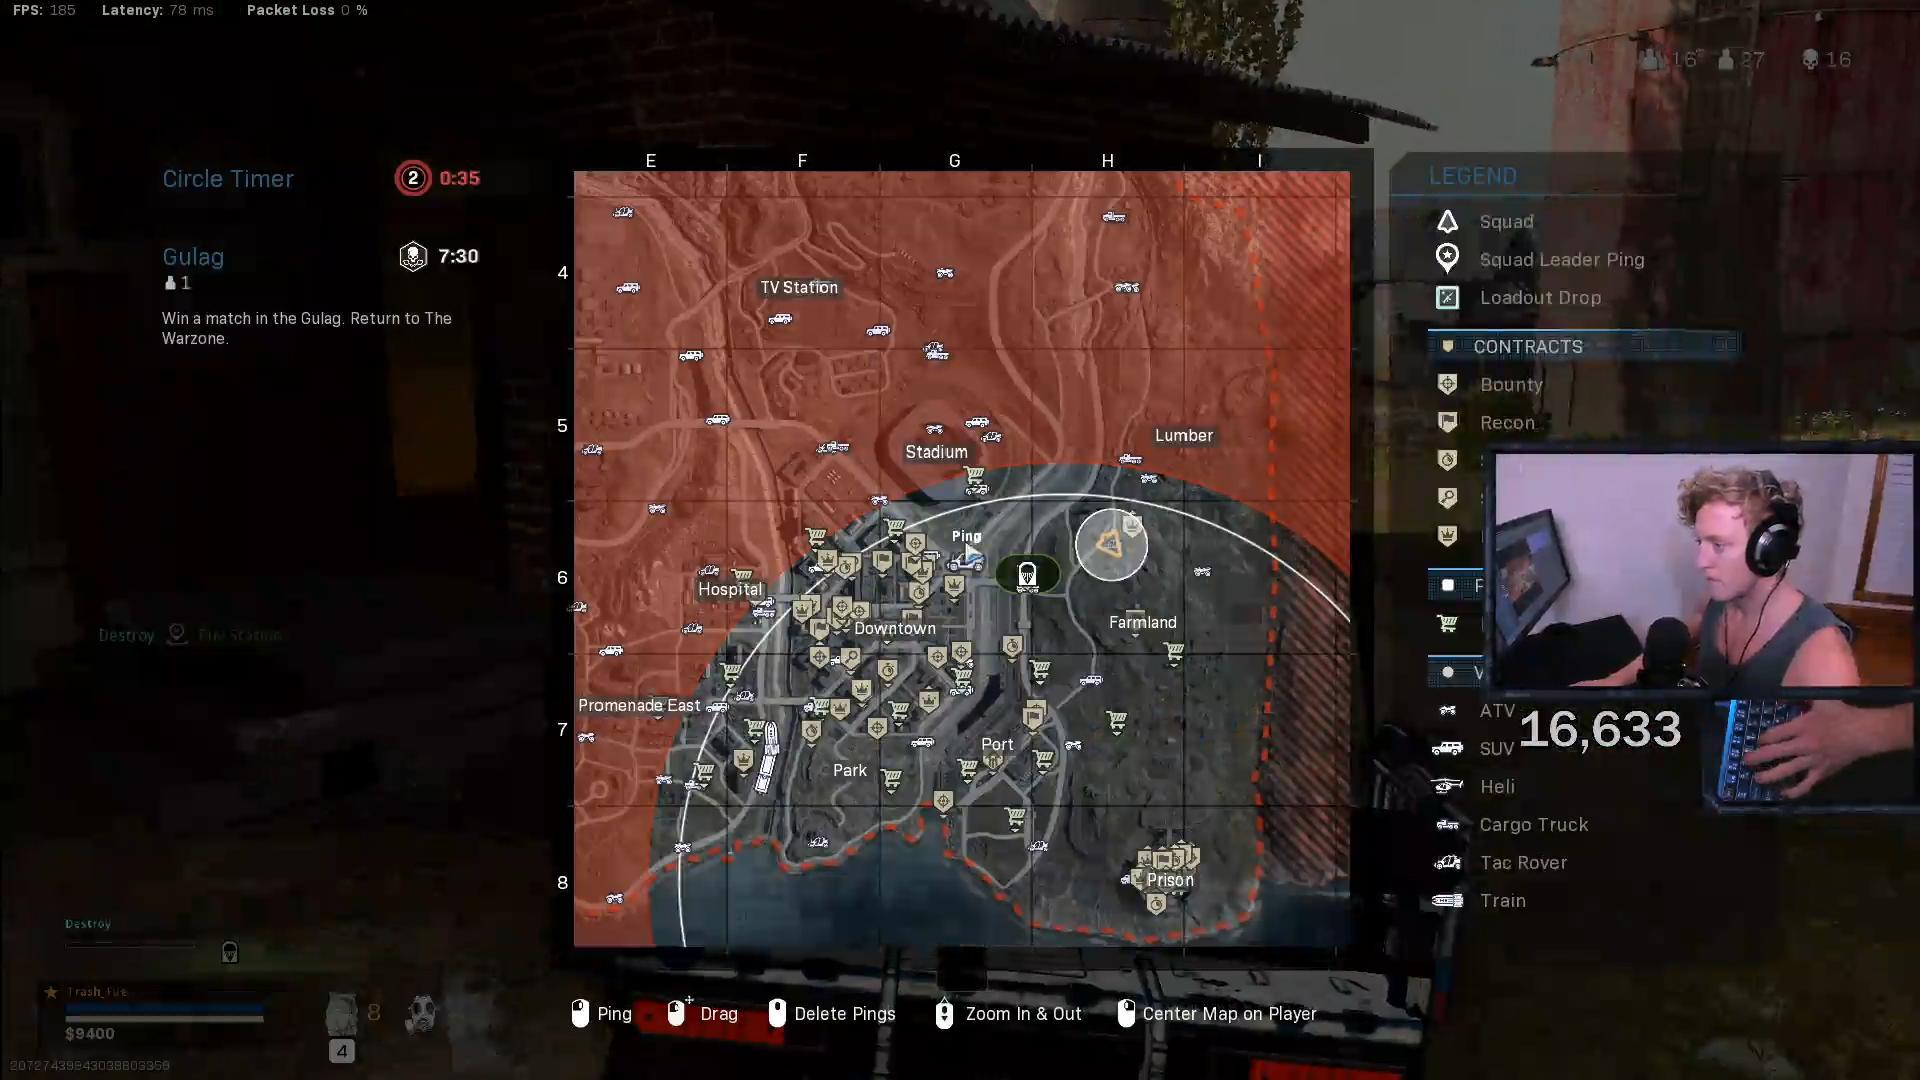 FPS: 185 Latency: 78 ms Packet Loss 0 %
16 27 16
Circle Timer 2 0:35
Gulag 7:30
1
Win a match in the Gulag. Return to The
Warzone.
Destroy
E F G H I
4
5
6
7
8
TV Station
Lumber
Stadium
Ping
Hospital
Farmland
Downtown
Promenade East
Port
Park
Prison
LEGEND
Squad
Squad Leader Ping
Loadout Drop
CONTRACTS
Bounty
Recon
ATV
SUV
Heli
Cargo Truck
Tac Rover
Train
16,633
Destroy
Trash_Fue
$9400
8
4
Ping Drag Delete Pings Zoom In & Out Center Map on Player